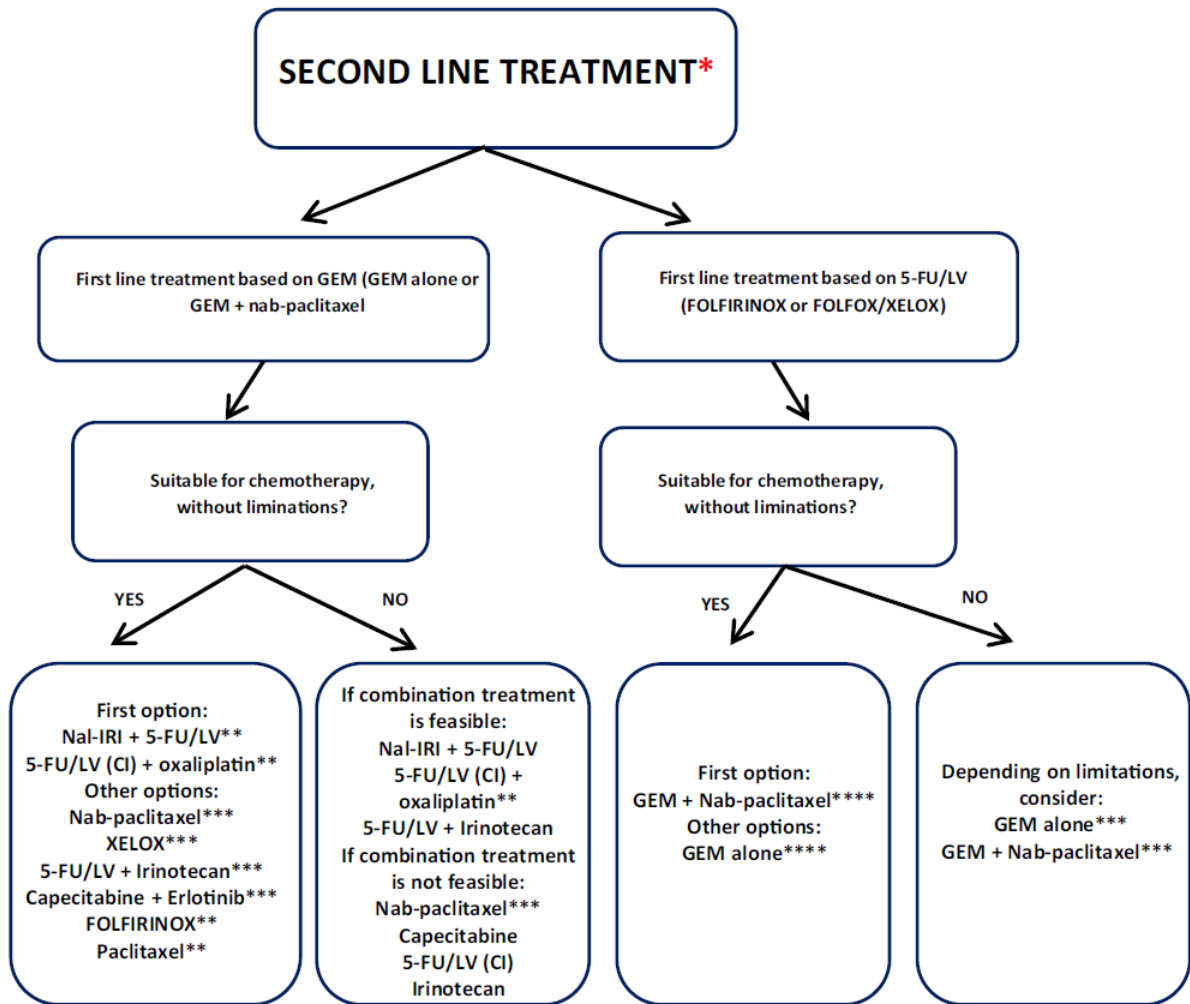 SECOND LINE TREATMENT*
First line treatment based on GEM (GEM alone or
GEM + nab-paclitaxel
First line treatment based on 5-FU/LV
(FOLFIRINOX or FOLFOX/XELOX)
Suitable for chemotherapy,
without liminations?
Suitable for chemotherapy,
without liminations?
YES
NO
YES
NO
First option:
Nal-IRI + 5-FU/LV**
5-FU/LV (CI) + oxaliplatin**
Other options:
Nab-paclitaxel***
XELOX***
5-FU/LV + Irinotecan***
Capecitabine + Erlotinib***
FOLFIRINOX**
Paclitaxel**
If combination treatment
is feasible:
Nal-IRI + 5-FU/LV
5-FU/LV (CI) +
oxaliplatin**
5-FU/LV + Irinotecan
If combination treatment
is not feasible:
Nab-paclitaxel***
Capecitabine
5-FU/LV (CI)
Irinotecan
First option:
GEM + Nab-paclitaxel****
Other options:
GEM alone****
Depending on limitations,
consider:
GEM alone***
GEM + Nab-paclitaxel***